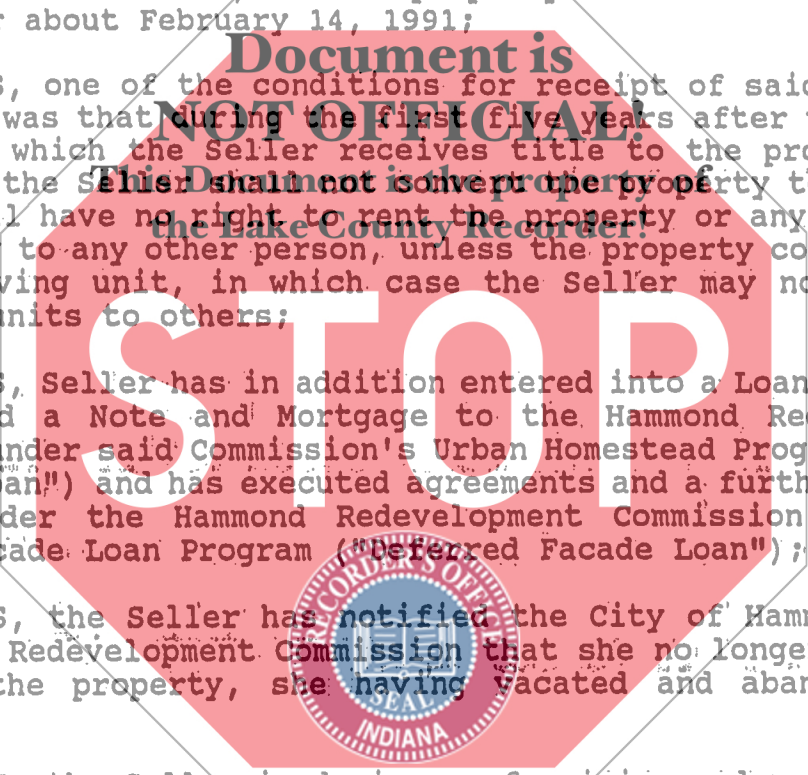 r about February 14, 1991;
Document is
NOT OFFICIAL!
This Document is the property of
the Lake County Recorder!
S, one of the conditions for receipt of said
was that during the first five years after
which the Seller receives title to the pro
the Seller shall not convert the property t
l have no right to rent the property or any
to any other person, unless the property co
ving unit, in which case the Seller may no
units to others;
STOP
S, Seller has in addition entered into a Loan
d a Note and Mortgage to the Hammond Re
under said Commission's Urban Homestead Prog
oan") and has executed agreements and a furth
der the Hammond Redevelopment Commission
cade Loan Program ("Deferred Facade Loan");
S, the Seller has notified the City of Hamm
Redevelopment Commission that she no longe
the property, she having vacated and aban
RECORDER'S OFFICE
SEAL
INDIANA